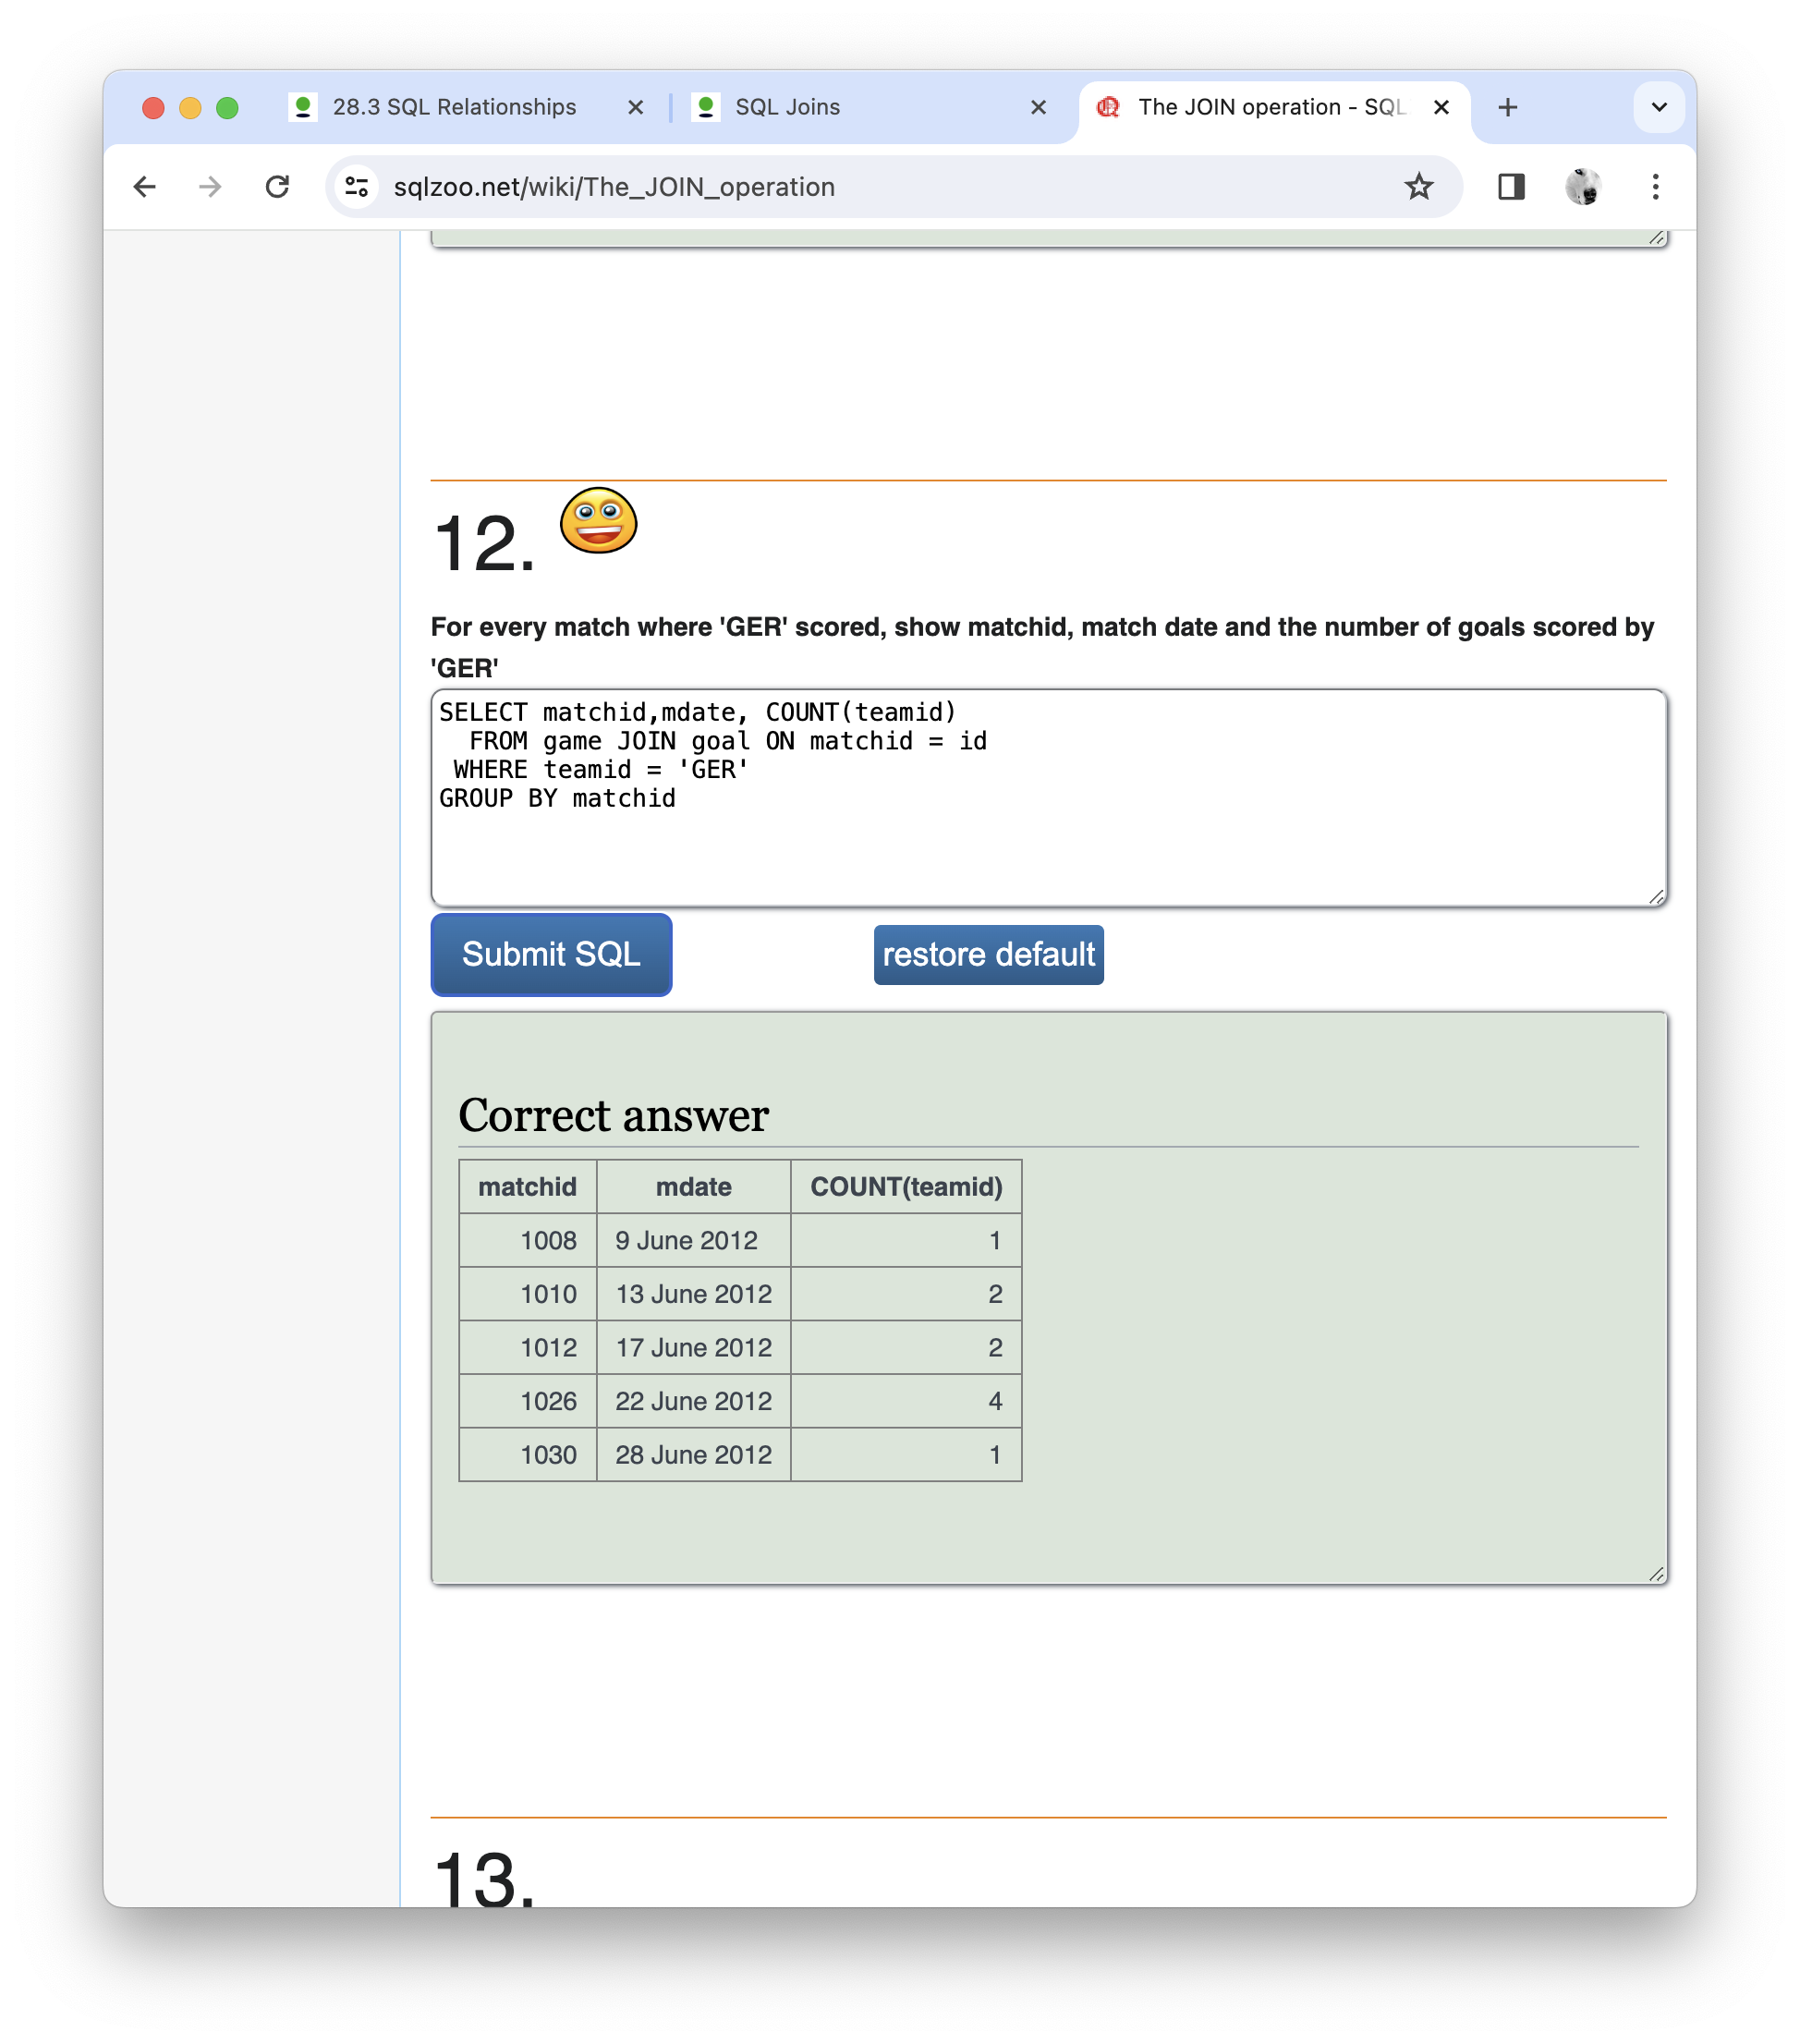 28.3 SQL Relationships
SQL Joins
The JOIN operation - SQL
sqlzoo.net/wiki/The_JOIN_operation
12.
For every match where 'GER' scored, show matchid, match date and the number of goals scored by
'GER'
SELECT matchid,mdate, COUNT(teamid)
FROM game JOIN goal ON matchid = id
WHERE teamid = 'GER'
GROUP BY matchid
Submit SQL restore default
Correct answer
matchid mdate COUNT(teamid)
1008 9 June 2012 1
1010 13 June 2012 2
1012 17 June 2012 2
1026 22 June 2012 4
1030 28 June 2012 1
13.